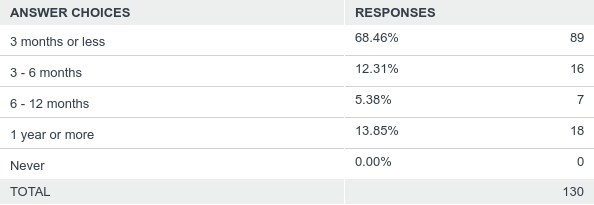 ANSWER CHOICES RESPONSES
3 months or less 68.46% 89
3 - 6 months 12.31% 16
6 - 12 months 5.38% 7
1 year or more 13.85% 18
Never 0.00% 0
TOTAL 130